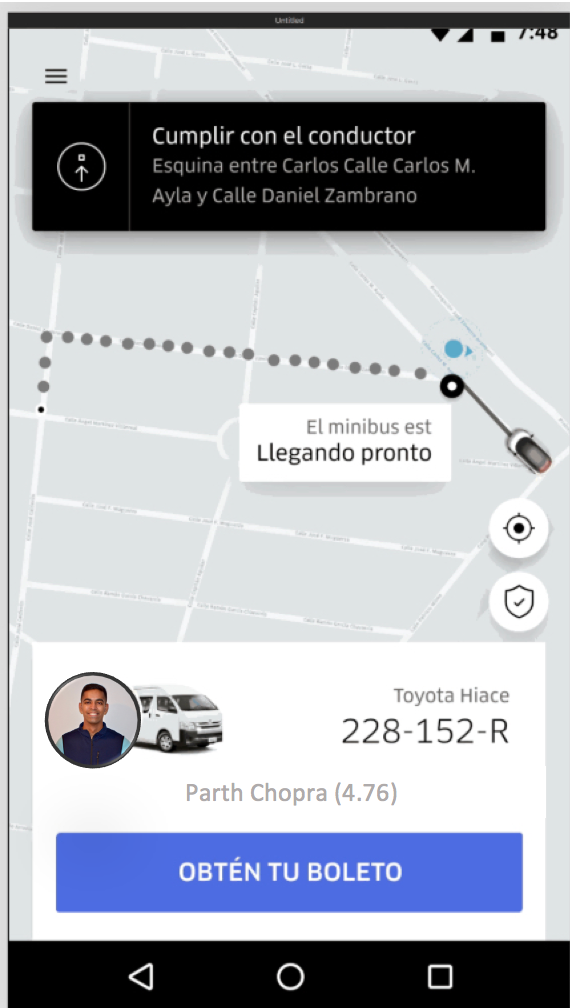 Untitled
7:48
Cumplir con el conductor
Esquina entre Carlos Calle Carlos M.
Ayla y Calle Daniel Zambrano
El minibus est
Llegando pronto
Toyota Hiace
228-152-R
Parth Chopra (4.76)
OBTÉN TU BOLETO